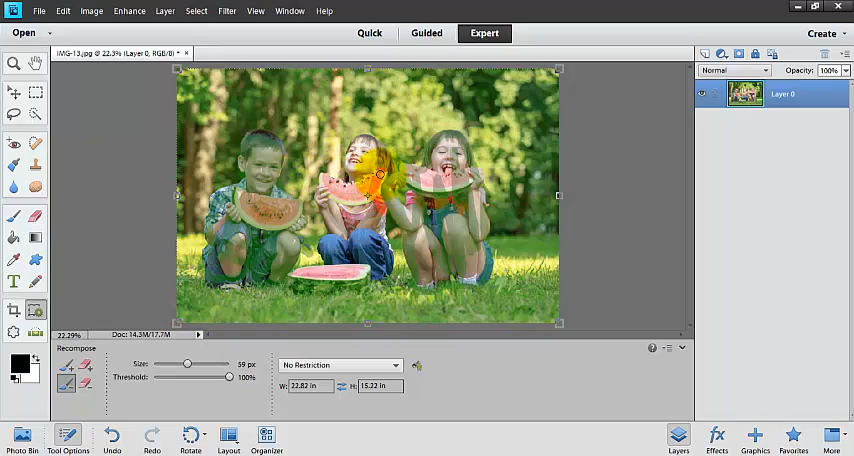 File Edit Image Enhance Layer Select Filter View Window Help
Open Quick Guided Expert Create
IMG-13.jpg @ 22.3% (Layer 0, RGB/8) * ×
Normal Opacity: 100%
Layer 0
22.29% Doc: 14.3M/17.7M
Recompose
Size: 59 px No Restriction
Threshold: 100%
W: 22.82 in H: 15.22 in
Photo Bin Tool Options Undo Redo Rotate Layout Organizer Layers Effects Graphics Favorites More